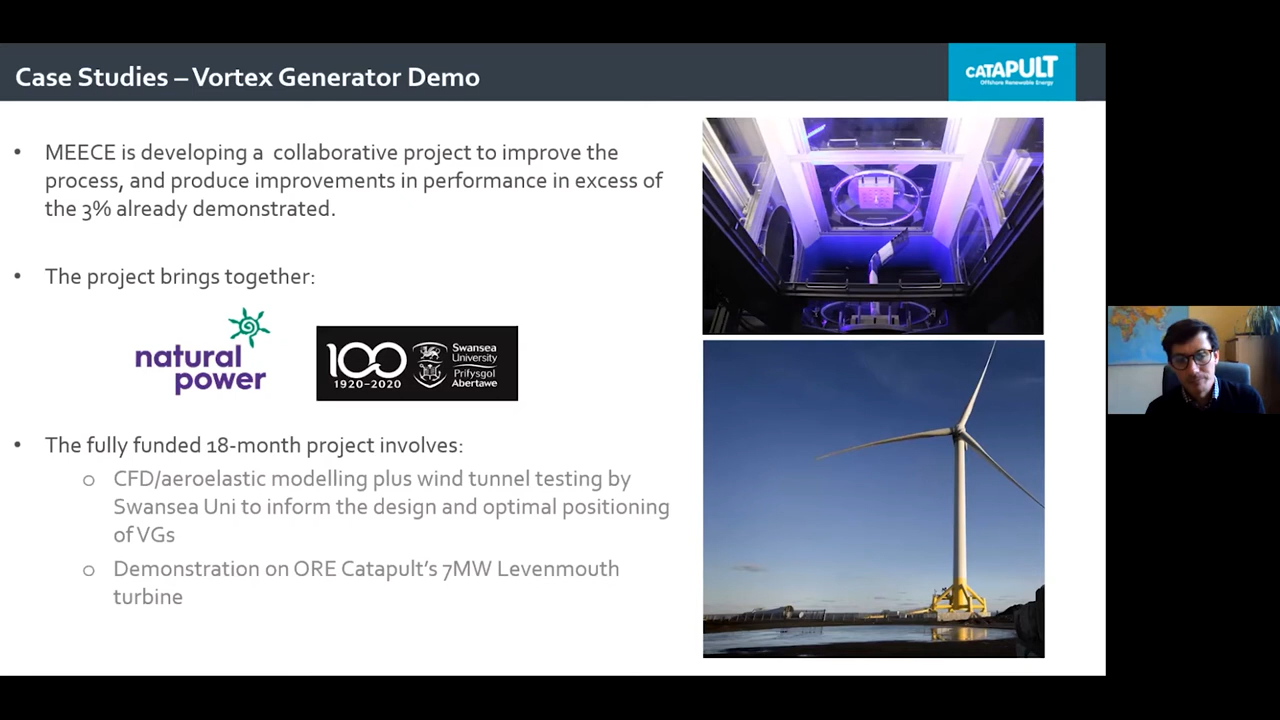 Case Studies – Vortex Generator Demo
CATAPULT
Offshore Renewable Energy
• MEECE is developing a collaborative project to improve the
process, and produce improvements in performance in excess of
the 3% already demonstrated.
• The project brings together:
natural
power
100
1920-2020
Swansea
University
Prifysgol
Abertawe
• The fully funded 18-month project involves:
o CFD/aeroelastic modelling plus wind tunnel testing by
Swansea Uni to inform the design and optimal positioning
of VGs
o Demonstration on ORE Catapult's 7MW Levenmouth
turbine